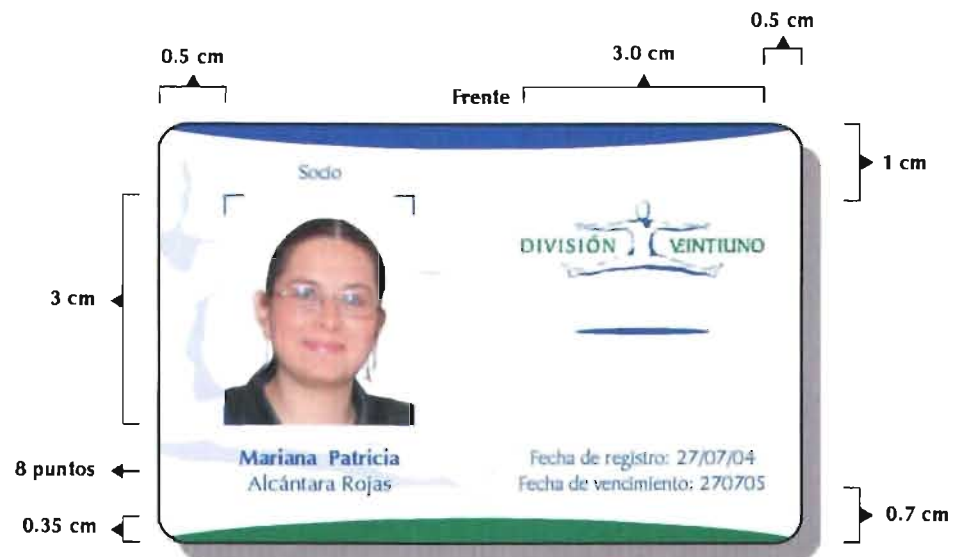 0.5 cm
0.5 cm
3.0 cm
Frente
1 cm
Socio
DIVISIÓN VEINTIUNO
3 cm
Mariana Patricia
Alcántara Rojas
Fecha de registro: 27/07/04
Fecha de vencimiento: 270705
8 puntos
0.35 cm
0.7 cm